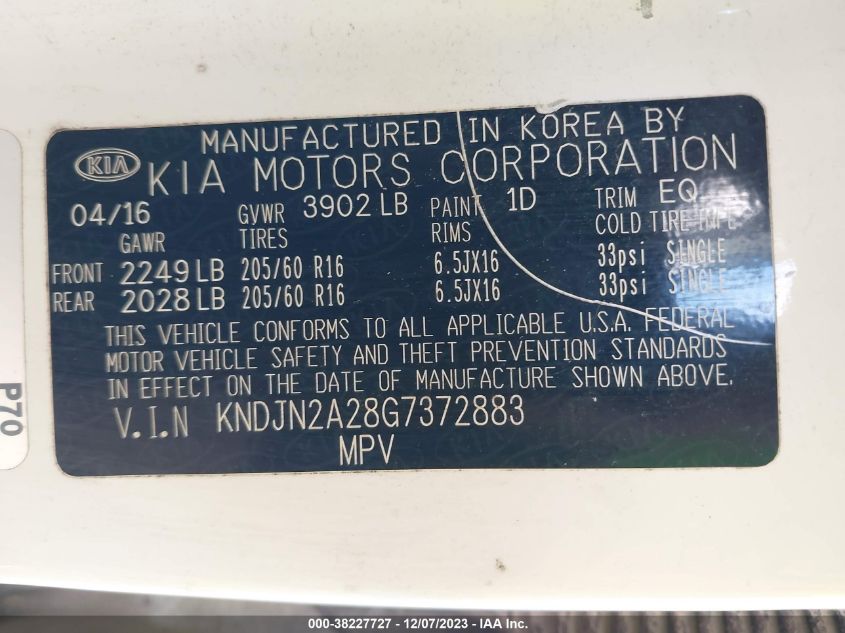 MANUFACTURED IN KOREA BY
KIA KIA MOTORS CORPORATION
04/16 GVWR 3902 LB PAINT 1D TRIM EQ
GAWR TIRES RIMS COLD TIRE INF
FRONT 2249 LB 205/60 R16 6.5JX16 33psi SINGLE
REAR 2028 LB 205/60 R16 6.5JX16 33psi SINGLE
THIS VEHICLE CONFORMS TO ALL APPLICABLE U.S.A. FEDERAL
MOTOR VEHICLE SAFETY AND THEFT PREVENTION STANDARDS
IN EFFECT ON THE DATE OF MANUFACTURE SHOWN ABOVE.
V.I.N KNDJN2A28G7372883
MPV
P70
000-38227727 - 12/07/2023 - IAA Inc.